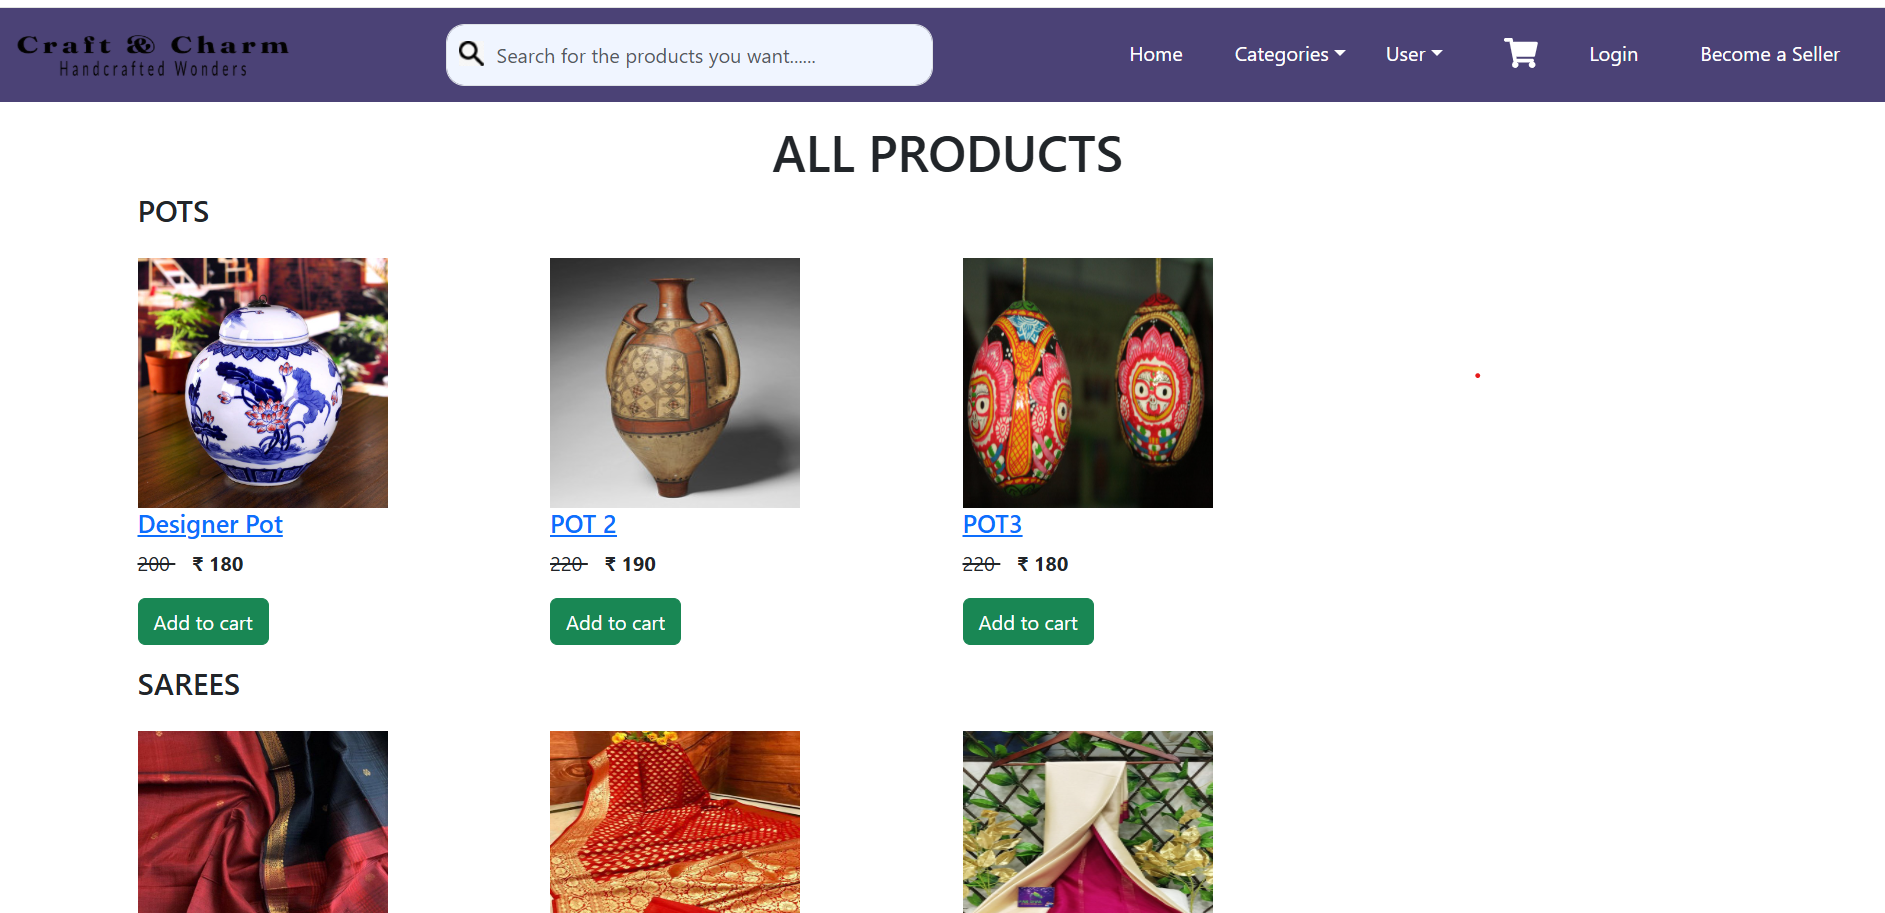 Craft & Charm
Handcrafted Wonders
Search for the products you want......
Home
Categories
User
Login
Become a Seller
ALL PRODUCTS
POTS
Designer Pot
POT 2
POT3
200 ₹ 180
220 ₹ 190
220 ₹ 180
Add to cart
Add to cart
Add to cart
SAREES